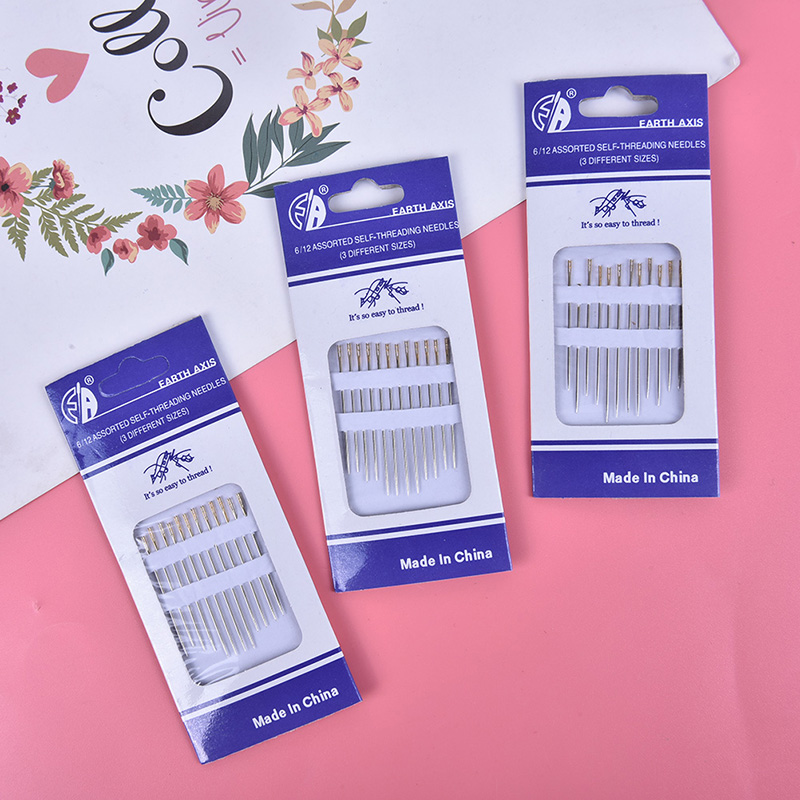 Coll
EARTH AXIS
6/12 ASSORTED SELF-THREADING NEEDLES
(3 DIFFERENT SIZES)
It's so easy to thread !
Made In China
EARTH AXIS
6/12 ASSORTED SELF-THREADING NEEDLES
(3 DIFFERENT SIZES)
It's so easy to thread !
Made In China
EARTH AXIS
6/12 ASSORTED SELF-THREADING NEEDLES
(3 DIFFERENT SIZES)
It's so easy to thread !
Made In China